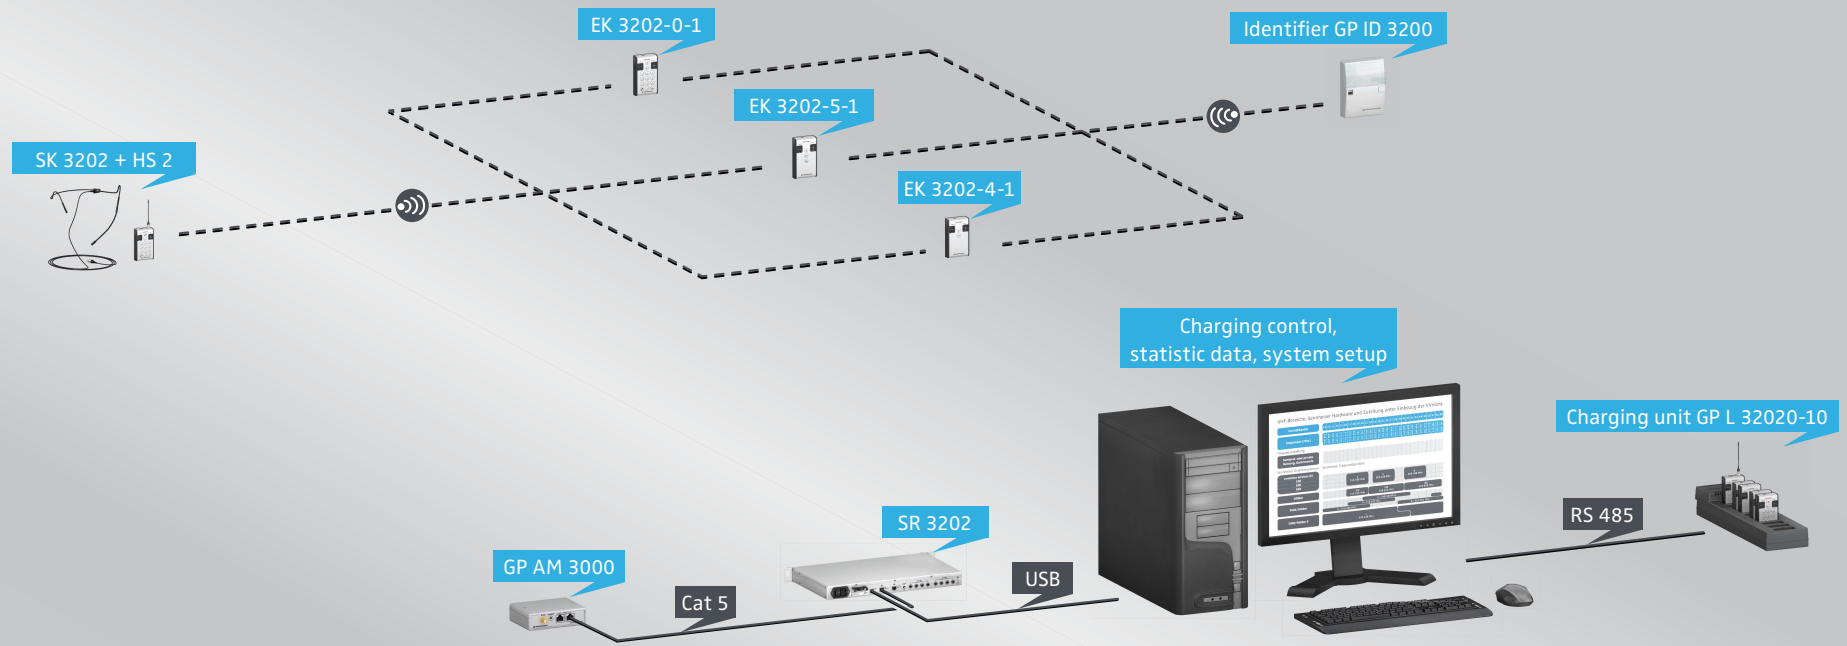 EK 3202-0-1
Identifier GP ID 3200
EK 3202-5-1
SK 3202 + HS 2
EK 3202-4-1
Charging control,
statistic data, system setup
Charging unit GP L 32020-10
RS 485
SR 3202
GP AM 3000
USB
Cat 5